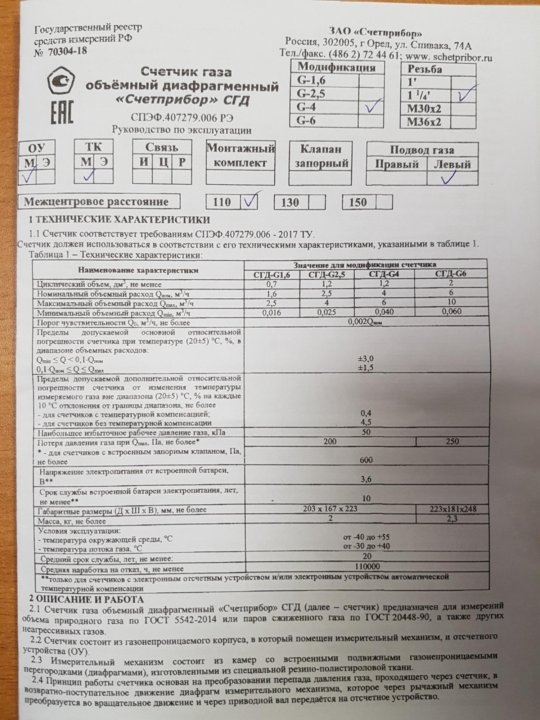 Государственный реестр
средств измерений РФ
№ 70304-18
ЗАО «Счетприбор»
Россия, 302005, г Орел, ул. Спивака, 74А
Тел./факс. (486 2) 72 44 61; www. schetpribor.ru
ЕАС
Счетчик газа
объёмный диафрагменный
«Счетприбор» СГД
СПЭФ.407279.006 РЭ
Руководство по эксплуатации
Модификация
G-1,6
G-2,5
G-4
G-6
Резьба
1'
1 ¼'
М30х2
М36х2
ОУ
М Э
ТК
М Э
Связь
И Ц Р
Монтажный
комплект
Клапан
запорный
Подвод газа
Правый Левый
Межцентровое расстояние 110 130 150
1 ТЕХНИЧЕСКИЕ ХАРАКТЕРИСТИКИ
1.1 Счетчик соответствует требованиям СПЭФ.407279.006 - 2017 ТУ.
Счетчик должен использоваться в соответствии с его техническими характеристиками, указанными в таблице 1.
Таблица 1 – Технические характеристики:
Наименование характеристики Значение для модификации счетчика
СГД-G1,6 СГД-G2,5 СГД-G4 СГД-G6
Циклический объем, дм³, не менее 0,7 1,2 1,2 2
Номинальный объемный расход Qном, м³/ч 1,6 2,5 4 6
Максимальный объемный расход Qmax, м³/ч 2,5 4 6 10
Минимальный объемный расход Qmin, м³/ч 0,016 0,025 0,040 0,060
Порог чувствительности Q, м³/ч, не более 0,002Qном
Пределы допускаемой основной относительной
погрешности счетчика при температуре (20±5) °С, %, в
диапазоне объемных расходов:
Qmin ≤ Q < 0,1·Qном ±3,0
0,1·Qном ≤ Q ≤ Qmax ±1,5
Пределы допускаемой дополнительной относительной
погрешности счетчика от изменения температуры
измеряемого газа вне диапазона (20±5) °С, % на каждые
10 °С отклонения от границы диапазона, не более
- для счетчиков с температурной компенсацией; 0,4
- для счетчиков без температурной компенсации 4,5
Наибольшее избыточное рабочее давление газа, кПа 50
Потеря давления газа при Qmax, Па, не более* 200 250
* - для счетчиков с встроенным запорным клапаном, Па,
не более 600
Напряжение электропитания от встроенной батареи,
В** 3,6
Срок службы встроенной батареи электропитания, лет,
не менее** 10
Габаритные размеры (Д х Ш х В), мм, не более 203 х 167 х 223 223х181х248
Масса, кг, не более 2 2,3
Условия эксплуатации:
- температура окружающей среды, °С от -40 до +55
- температура потока газа, °С от -30 до +40
Средний срок службы, лет, не менее: 20
Средняя наработка на отказ, ч, не менее 110000
**только для счетчиков с электронным отсчетным устройством и/или электронным устройством автоматической
температурной компенсации
2 ОПИСАНИЕ И РАБОТА
2.1 Счетчик газа объемный диафрагменный «Счетприбор» СГД (далее – счетчик) предназначен для измерений
объема природного газа по ГОСТ 5542-2014 или паров сжиженного газа по ГОСТ 20448-90, а также других
неагрессивных газов.
2.2 Счетчик состоит из газонепроницаемого корпуса, в который помещен измерительный механизм, и отсчетного
устройства (ОУ).
2.3 Измерительный механизм состоит из камер со встроенными подвижными газонепроницаемыми
перегородками (диафрагмами), изготовленными из специальной резино-полистироловой ткани.
2.4 Принцип работы счетчика основан на преобразовании перепада давления газа, проходящего через счетчик, в
возвратно-поступательное движение диафрагм измерительного механизма, которое через рычажный механизм
преобразуется во вращательное движение и через приводной вал передаётся на отсчетное устройство.